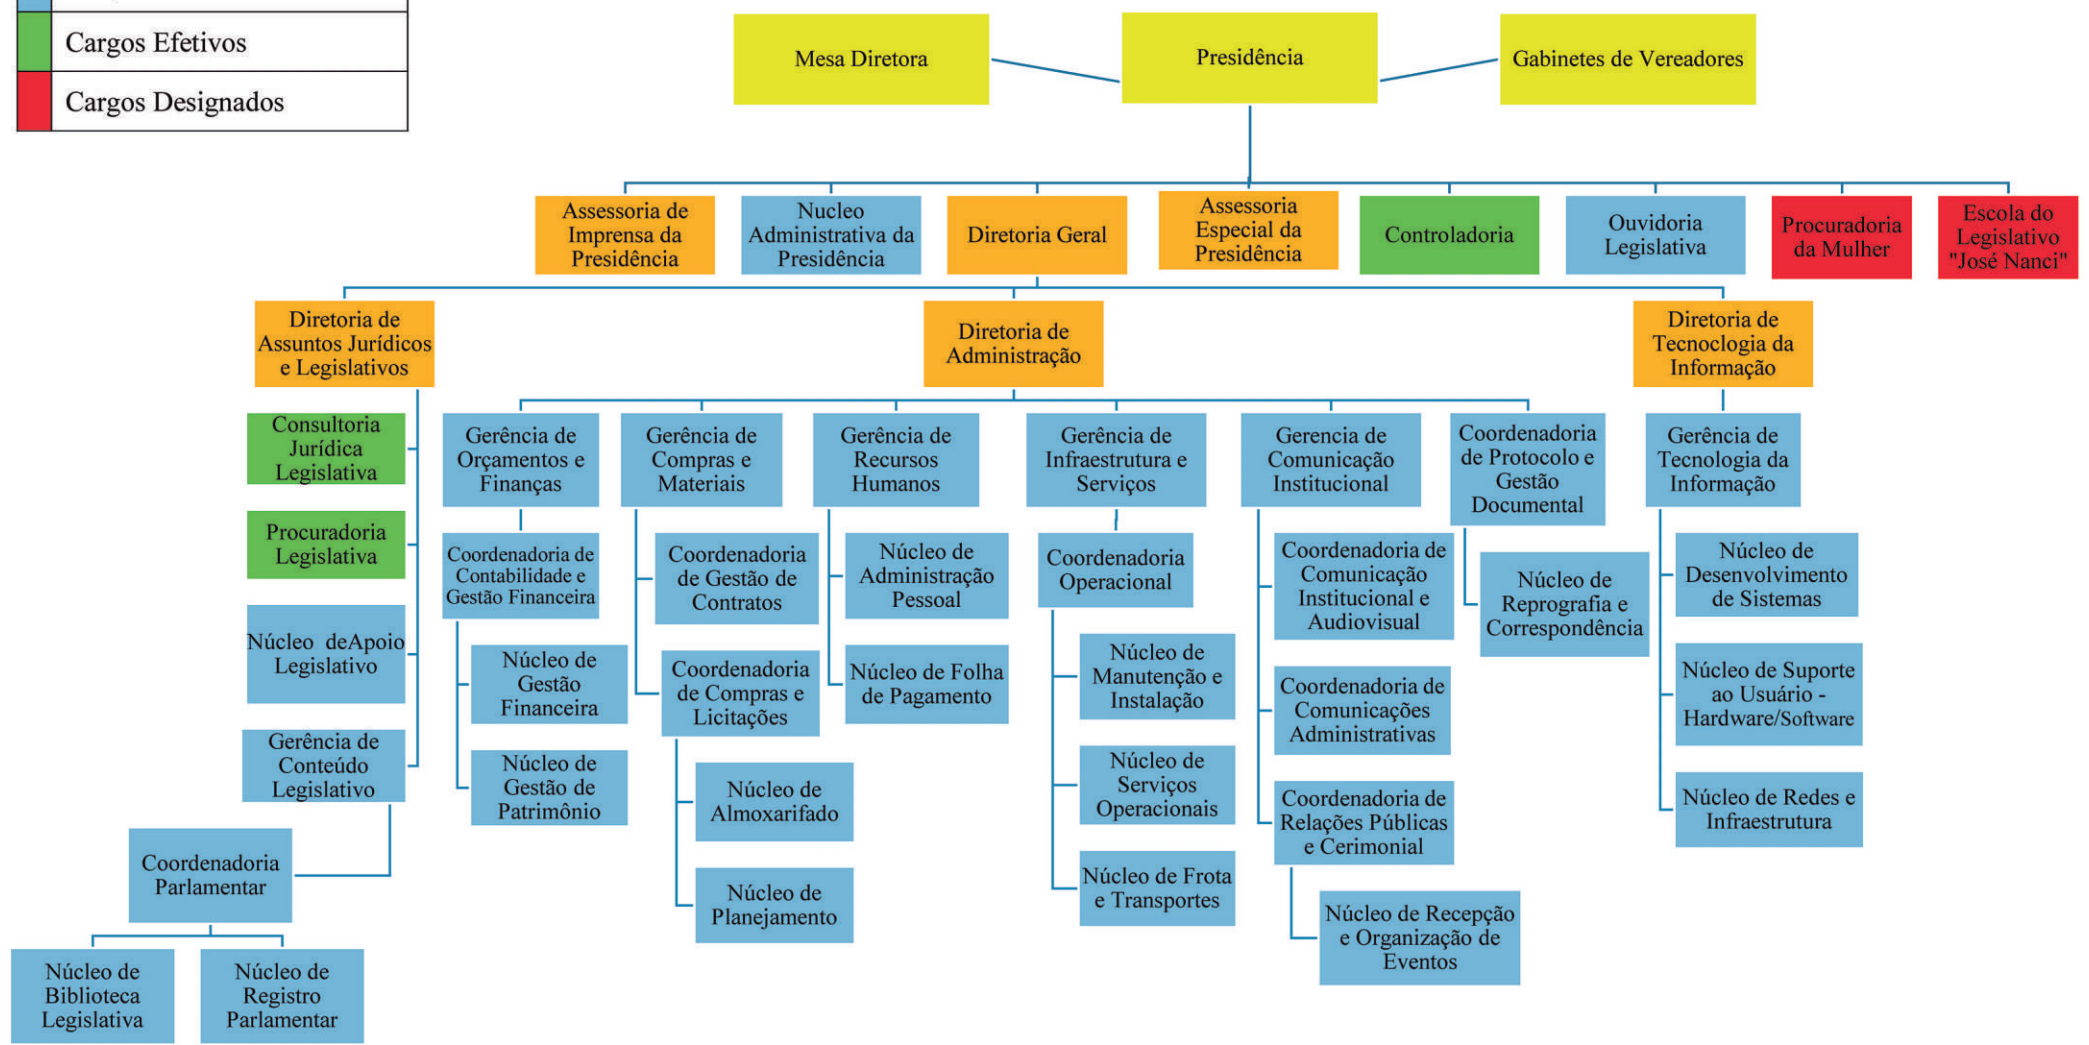 Cargos Efetivos
Cargos Designados
Mesa Diretora
Presidência
Gabinetes de Vereadores
Assessoria de
Imprensa da
Presidência
Nucleo
Administrativa da
Presidência
Diretoria Geral
Assessoria
Especial da
Presidência
Controladoria
Ouvidoria
Legislativa
Procuradoria
da Mulher
Escola do
Legislativo
"José Nanci"
Diretoria de
Assuntos Jurídicos
e Legislativos
Diretoria de
Administração
Diretoria de
Tecnoclogia da
Informação
Consultoria
Jurídica
Legislativa
Procuradoria
Legislativa
Núcleo deApoio
Legislativo
Gerência de
Conteúdo
Legislativo
Coordenadoria
Parlamentar
Núcleo de
Biblioteca
Legislativa
Núcleo de
Registro
Parlamentar
Gerência de
Orçamentos e
Finanças
Coordenadoria de
Contabilidade e
Gestão Financeira
Núcleo de
Gestão
Financeira
Núcleo de
Gestão de
Patrimônio
Gerência de
Compras e
Materiais
Coordenadoria
de Gestão de
Contratos
Coordenadoria
de Compras e
Licitações
Núcleo de
Almoxarifado
Núcleo de
Planejamento
Gerência de
Recursos
Humanos
Núcleo de
Administração
Pessoal
Núcleo de Folha
de Pagamento
Gerência de
Infraestrutura e
Serviços
Coordenadoria
Operacional
Núcleo de
Manutenção e
Instalação
Núcleo de
Serviços
Operacionais
Núcleo de Frota
e Transportes
Gerencia de
Comunicação
Institucional
Coordenadoria de
Comunicação
Institucional e
Audiovisual
Coordenadoria de
Comunicações
Administrativas
Coordenadoria de
Relações Públicas
e Cerimonial
Núcleo de Recepção
e Organização de
Eventos
Coordenadoria
de Protocolo e
Gestão
Documental
Núcleo de
Reprografia e
Correspondência
Gerência de
Tecnologia da
Informação
Núcleo de
Desenvolvimento
de Sistemas
Núcleo de Suporte
ao Usuário -
Hardware/Software
Núcleo de Redes e
Infraestrutura